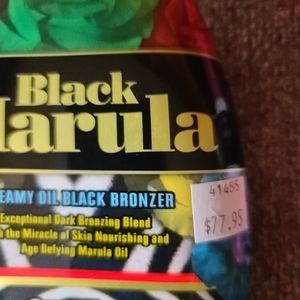 Black
Marula
CREAMY OIL BLACK BRONZER
Exceptional Dark Bronzing Blend
the Miracle of Skin Nourishing and
Age Defying Marula Oil
41455
$77.95